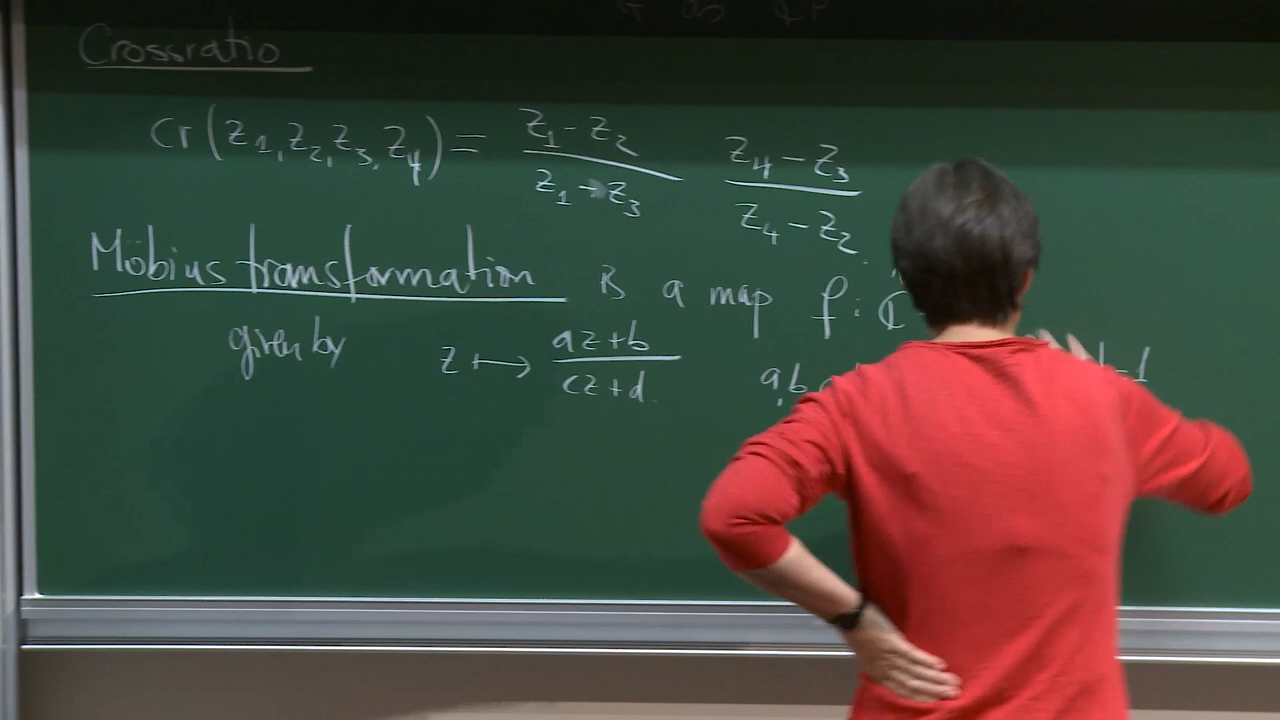 Crossratio
Cr(z₁, z₂, z₃, z₄) = (z₁ − z₂)/(z₁ − z₃) (z₄ − z₃)/(z₄ − z₂)
Möbius transformation is a map f : ℂ
given by z ⟼ (az+b)/(cz+d) a, b